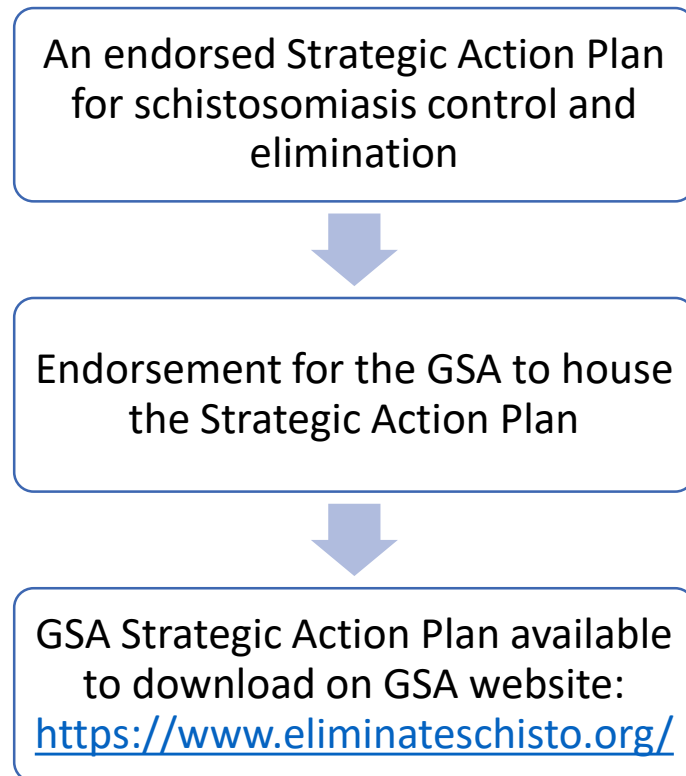 An endorsed Strategic Action Plan
for schistosomiasis control and
elimination
Endorsement for the GSA to house
the Strategic Action Plan
GSA Strategic Action Plan available
to download on GSA website:
https://www.eliminateschisto.org/